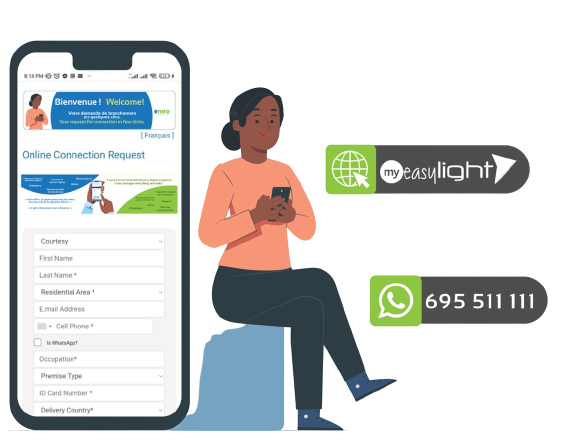 8:14 PM
Bienvenue ! Welcome!
Votre demande de branchement
en quelques clics.
Your request for connection in few clicks.
eneo
[ Français ]
Online Connection Request
Courtesy
First Name
Last Name *
Residential Area *
E.mail Address
Cell Phone *
Is WhatsApp?
Occupation*
Premise Type
ID Card Number *
Delivery Country*
my easylight
695 511 111